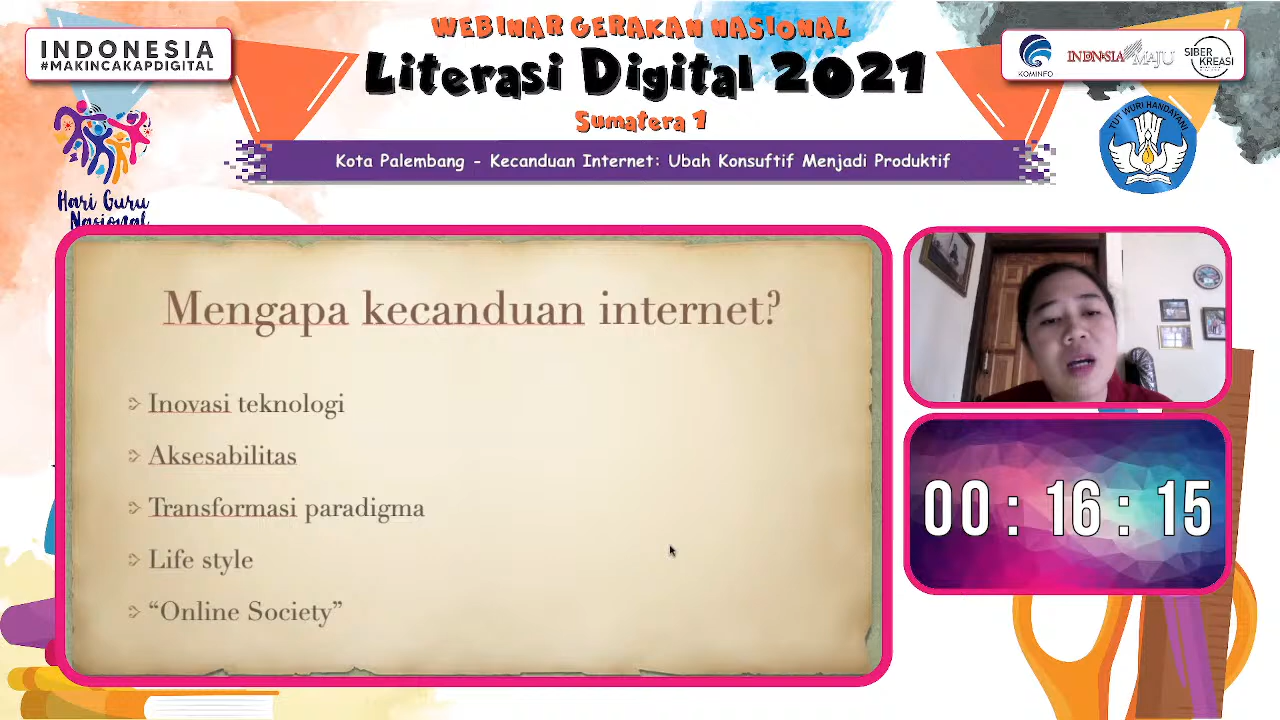 INDONESIA
#MAKINCAKAPDIGITAL
WEBINAR GERAKAN NASIONAL
Literasi Digital 2021
Sumatera 1
KOMINFO
INDONESIA MAJU
SIBER KREASI
Kota Palembang - Kecanduan Internet: Ubah Konsuftif Menjadi Produktif
TUT WURI HANDAYANI
Hari Guru
Nasional
Mengapa kecanduan internet?
Inovasi teknologi
Aksesabilitas
Transformasi paradigma
Life style
“Online Society”
00 : 16 : 15